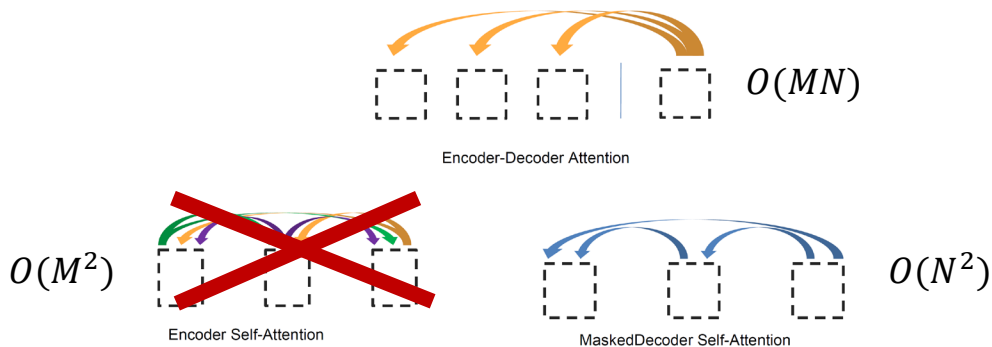 O(MN)
Encoder-Decoder Attention
O(M²)
O(N²)
Encoder Self-Attention
MaskedDecoder Self-Attention